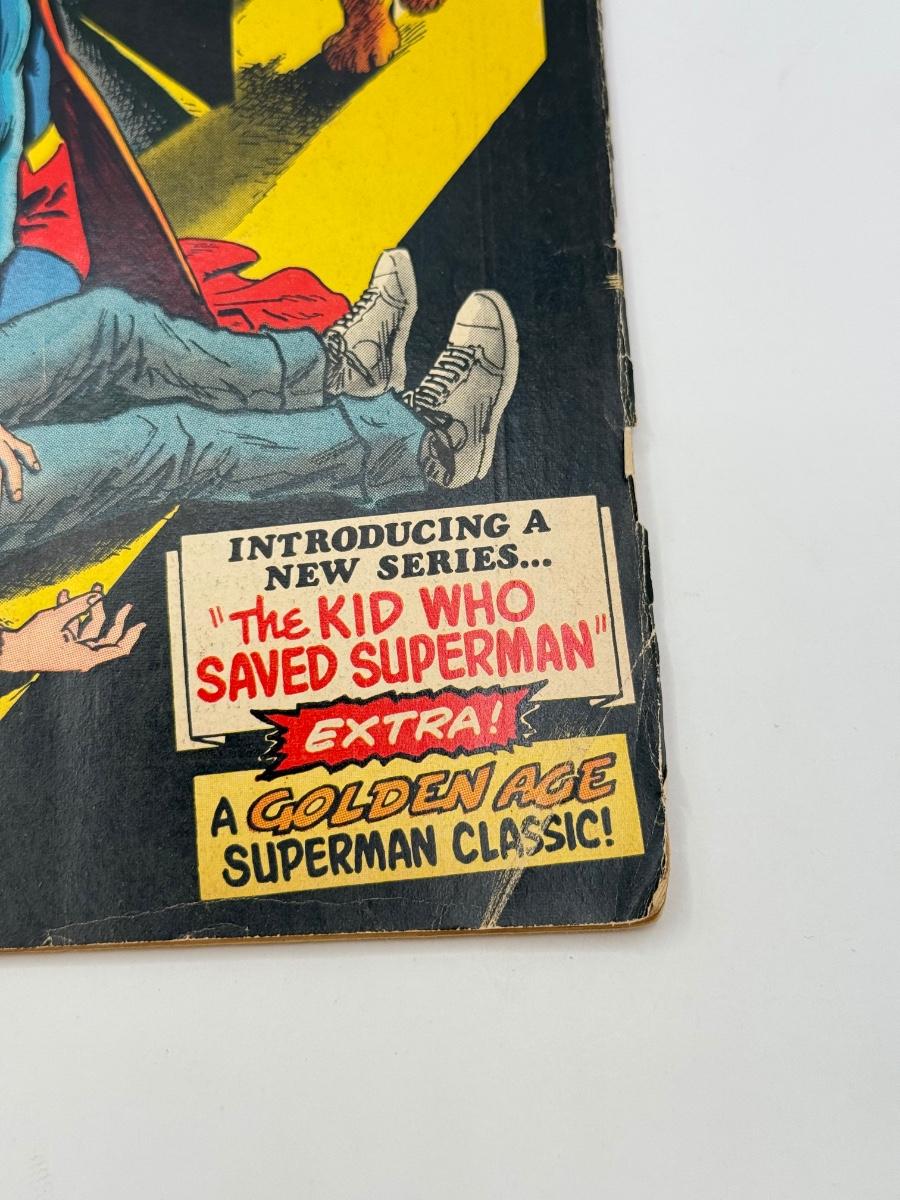 INTRODUCING A
NEW SERIES...
"The KID WHO
SAVED SUPERMAN"
EXTRA!
A GOLDEN AGE
SUPERMAN CLASSIC!